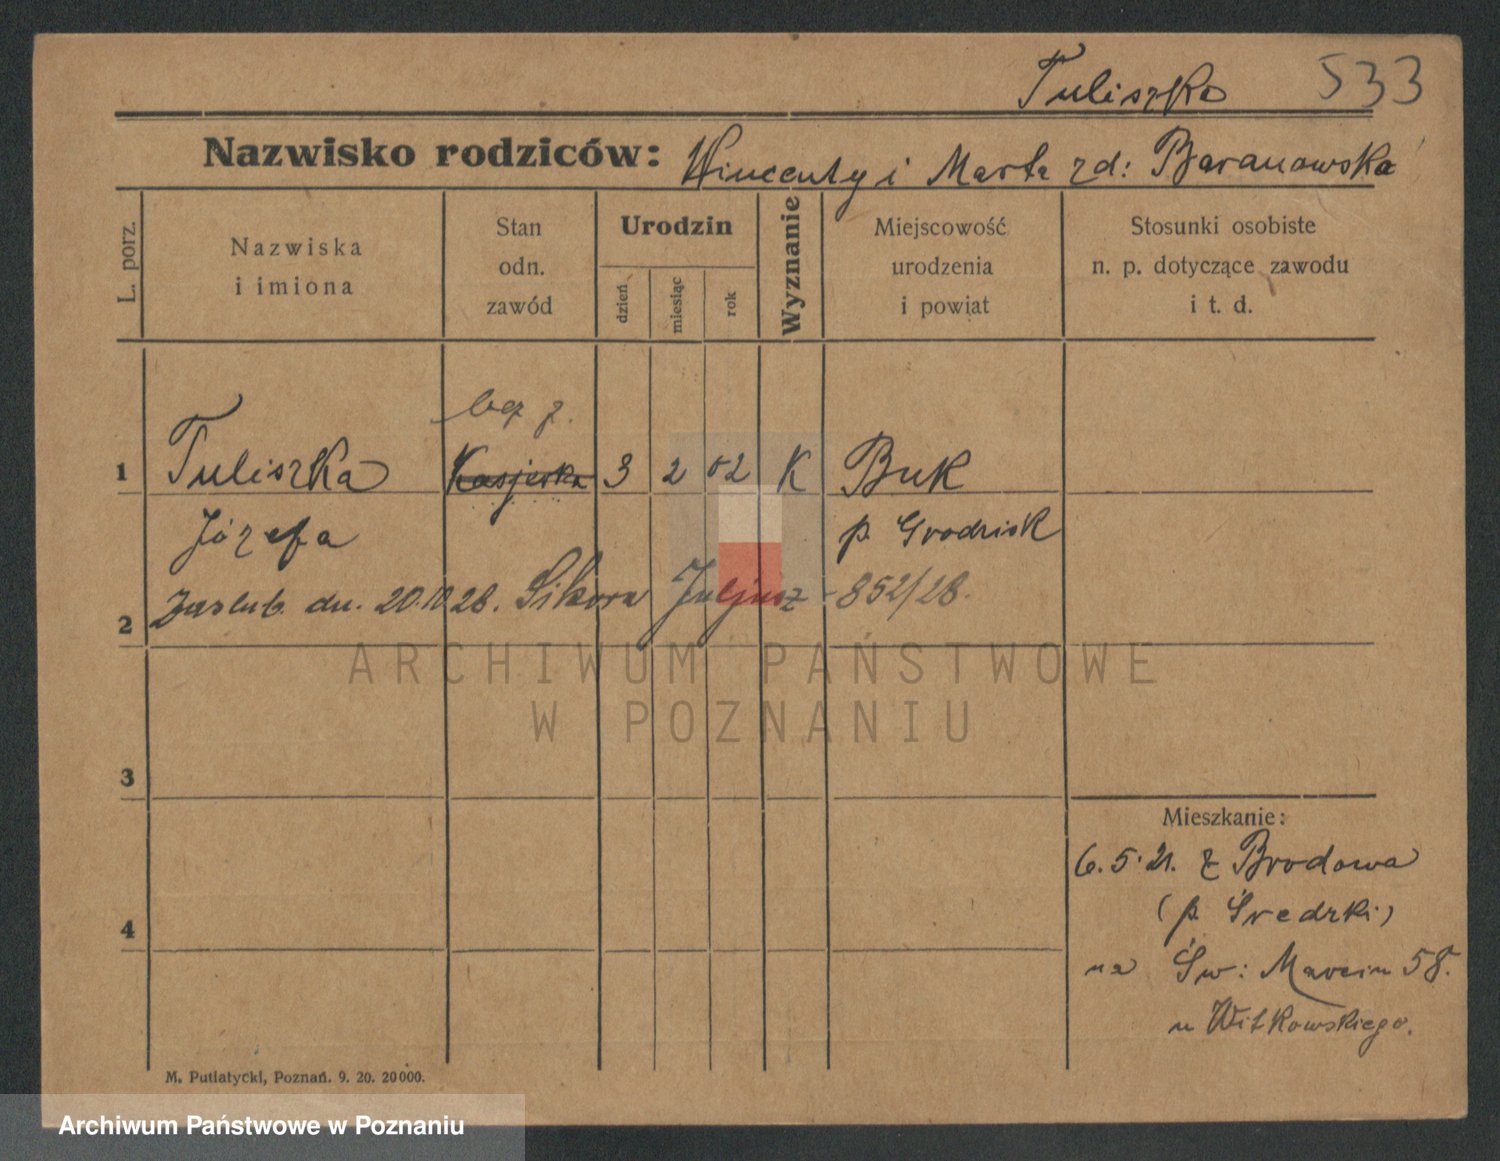 Tuliszka 533
Nazwisko rodziców: Wincenty i Marta zd: Baranowska
L. porz.
Nazwiska i imiona
Stan odn. zawód
Urodzin
dzień
miesiąc
rok
Wyznanie
Miejscowość urodzenia i powiat
Stosunki osobiste n. p. dotyczące zawodu i t. d.
bez z.
1 Tuliszka Kasjerka 3 2 02 K Buk
Józefa p. Grodzisk
2 Zaślub. dn. 20.10 28. Sikora Juljusz - 852/28.
3
4
Mieszkanie:
6.5.21. z Brodowa
(p. Średzki)
na Św: Marcin 58.
u Witkowskiego.
M. Putiatycki, Poznań. 9. 20. 20000.
ARCHIWUM PAŃSTWOWE
W POZNANIU
Archiwum Państwowe w Poznaniu